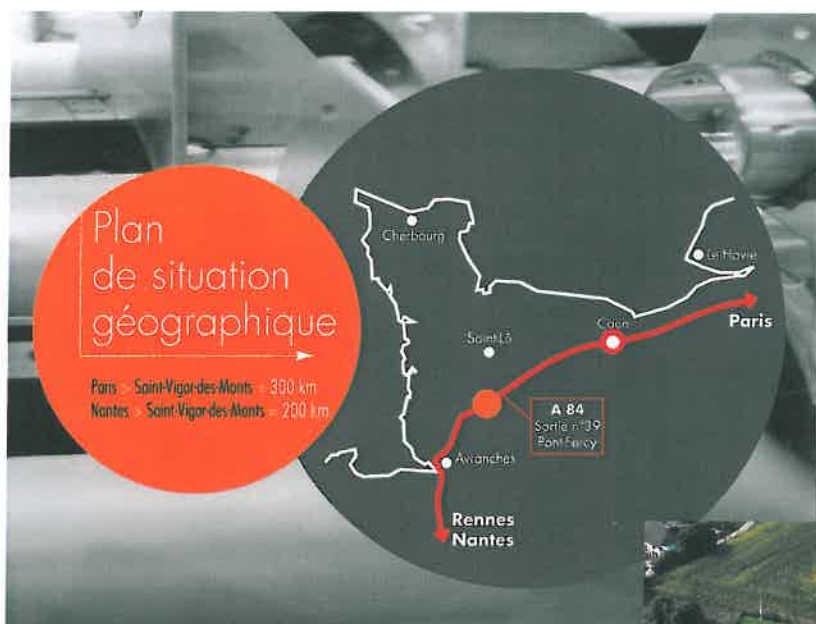 Plan
de situation
géographique
Paris > Saint-Vigor-des-Monts = 300 km
Nantes > Saint-Vigor-des-Monts = 200 km
Cherbourg
Le Havre
Paris
Caen
Saint-Lô
A 84
Sortie n°39
Pont-Farcy
Avranches
Rennes
Nantes